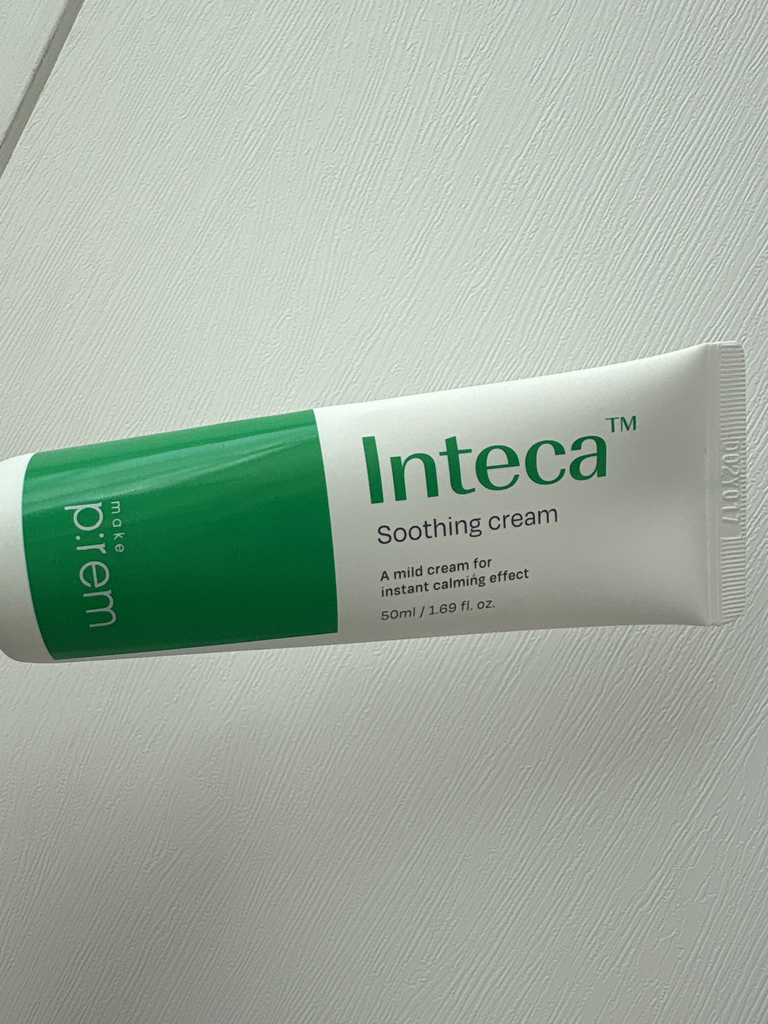 make
p:rem
Inteca™
Soothing cream
A mild cream for
instant calming effect
50ml / 1.69 fl. oz.